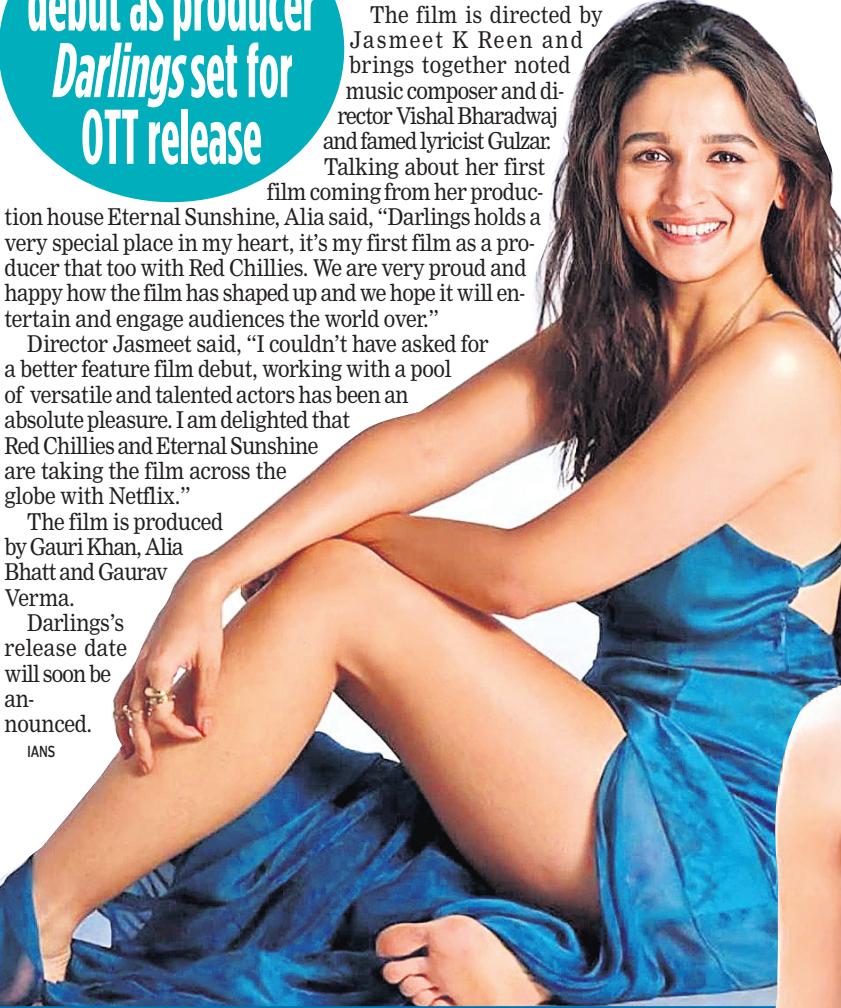 debut as producer
Darlings set for
OTT release
The film is directed by
Jasmeet K Reen and
brings together noted
music composer and di-
rector Vishal Bharadwaj
and famed lyricist Gulzar.
Talking about her first
film coming from her produc-
tion house Eternal Sunshine, Alia said, “Darlings holds a
very special place in my heart, it’s my first film as a pro-
ducer that too with Red Chillies. We are very proud and
happy how the film has shaped up and we hope it will en-
tertain and engage audiences the world over.”
Director Jasmeet said, “I couldn’t have asked for
a better feature film debut, working with a pool
of versatile and talented actors has been an
absolute pleasure. I am delighted that
Red Chillies and Eternal Sunshine
are taking the film across the
globe with Netflix.”
The film is produced
by Gauri Khan, Alia
Bhatt and Gaurav
Verma.
Darlings’s
release date
will soon be
an-
nounced.
IANS